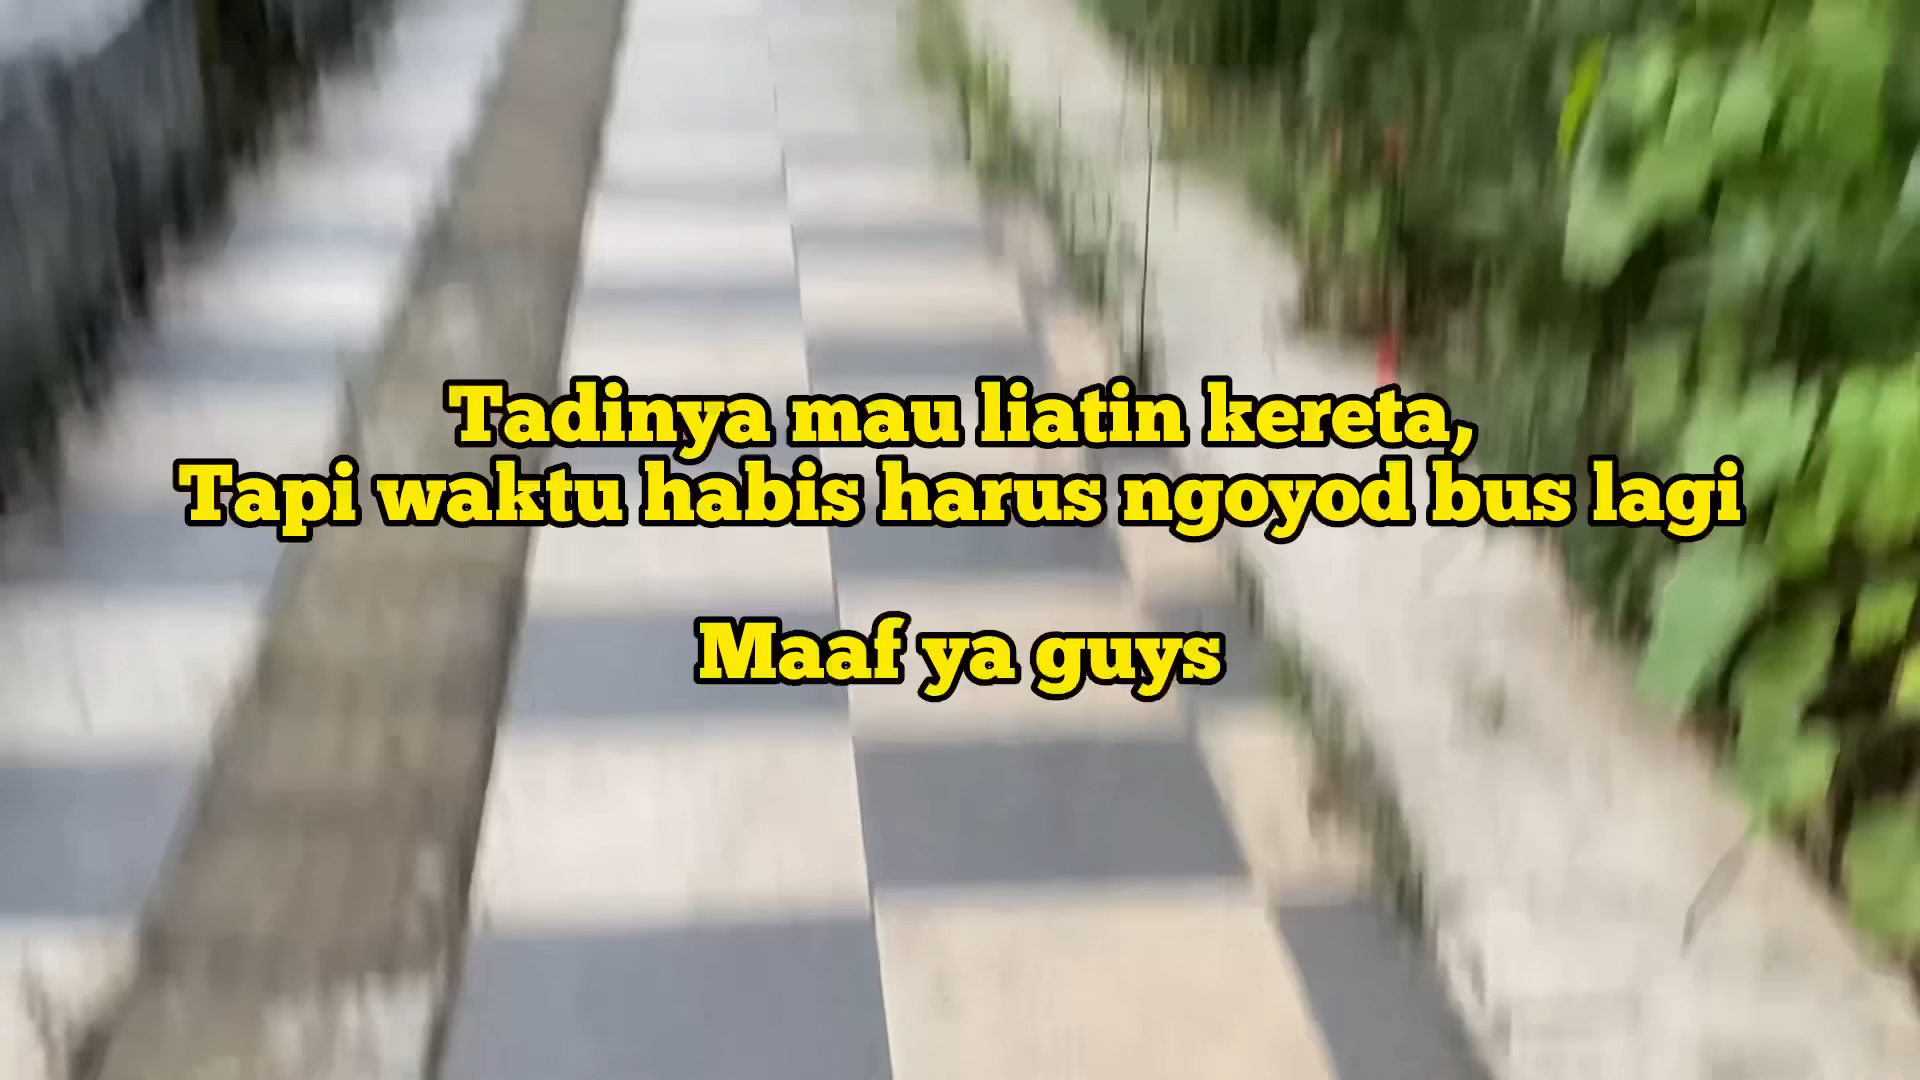 Tadinya mau liatin kereta,
Tapi waktu habis harus ngoyod bus lagi
Maaf ya guys